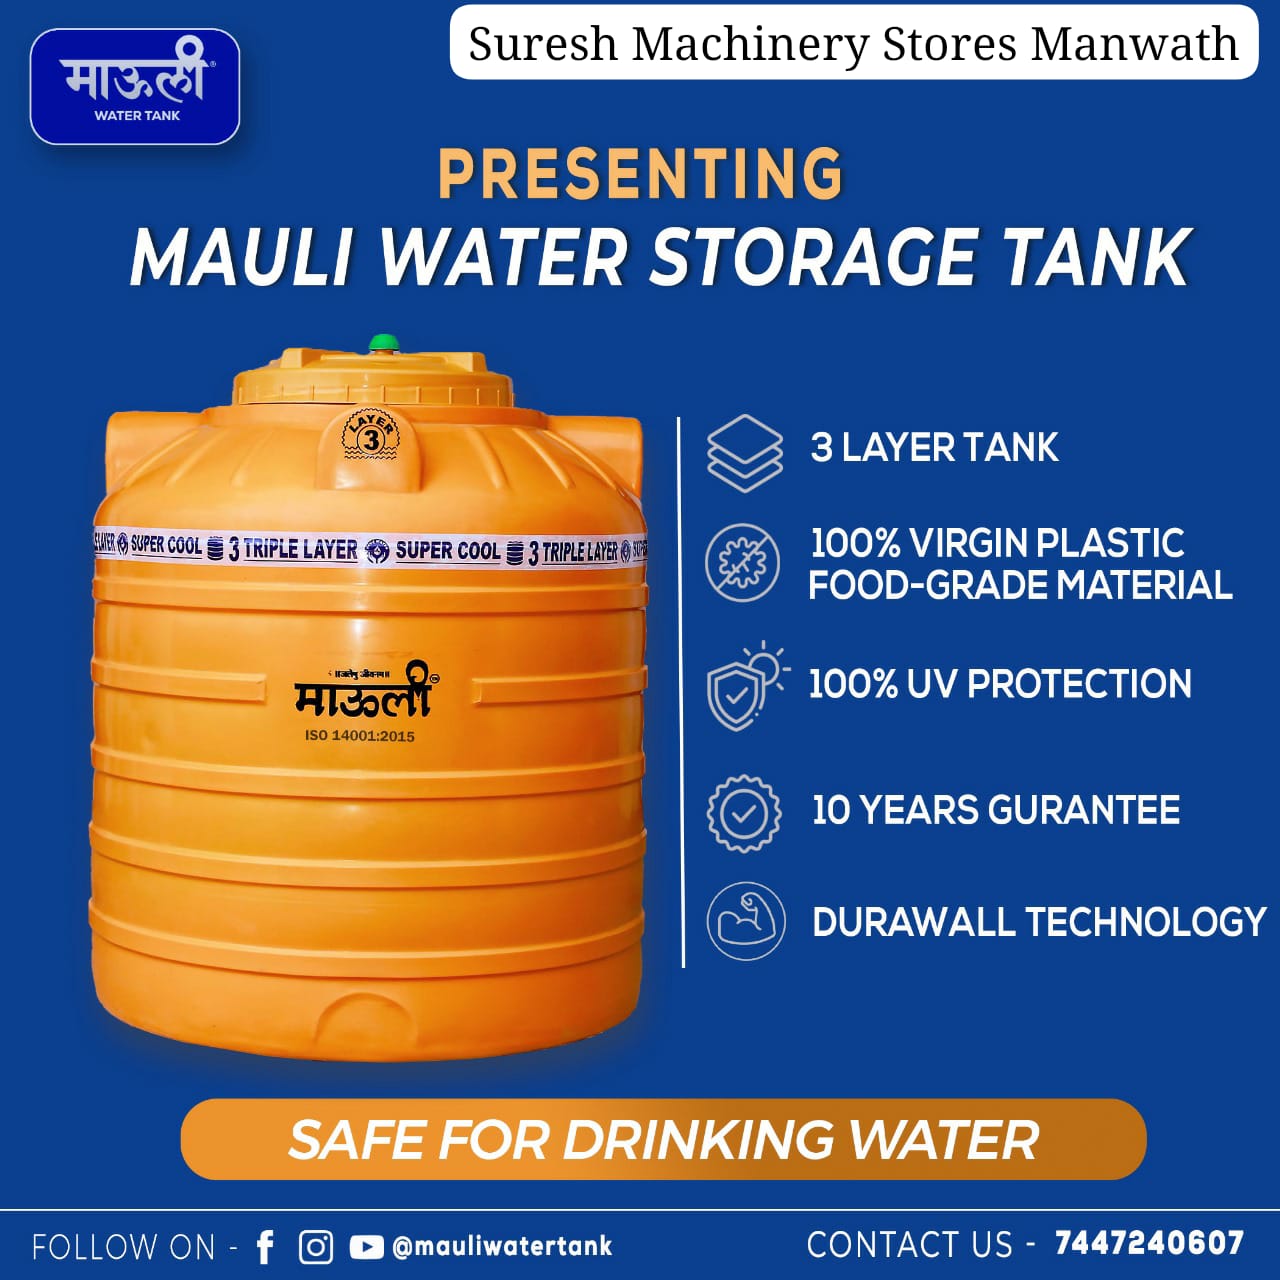 माऊली®
WATER TANK
Suresh Machinery Stores Manwath
PRESENTING
MAULI WATER STORAGE TANK
LAYER
3
SUPER COOL 3 TRIPLE LAYER SUPER COOL 3 TRIPLE LAYER
माऊली
ISO 14001:2015
3 LAYER TANK
100% VIRGIN PLASTIC
FOOD-GRADE MATERIAL
100% UV PROTECTION
10 YEARS GURANTEE
DURAWALL TECHNOLOGY
SAFE FOR DRINKING WATER
FOLLOW ON - @mauliwatertank
CONTACT US - 7447240607